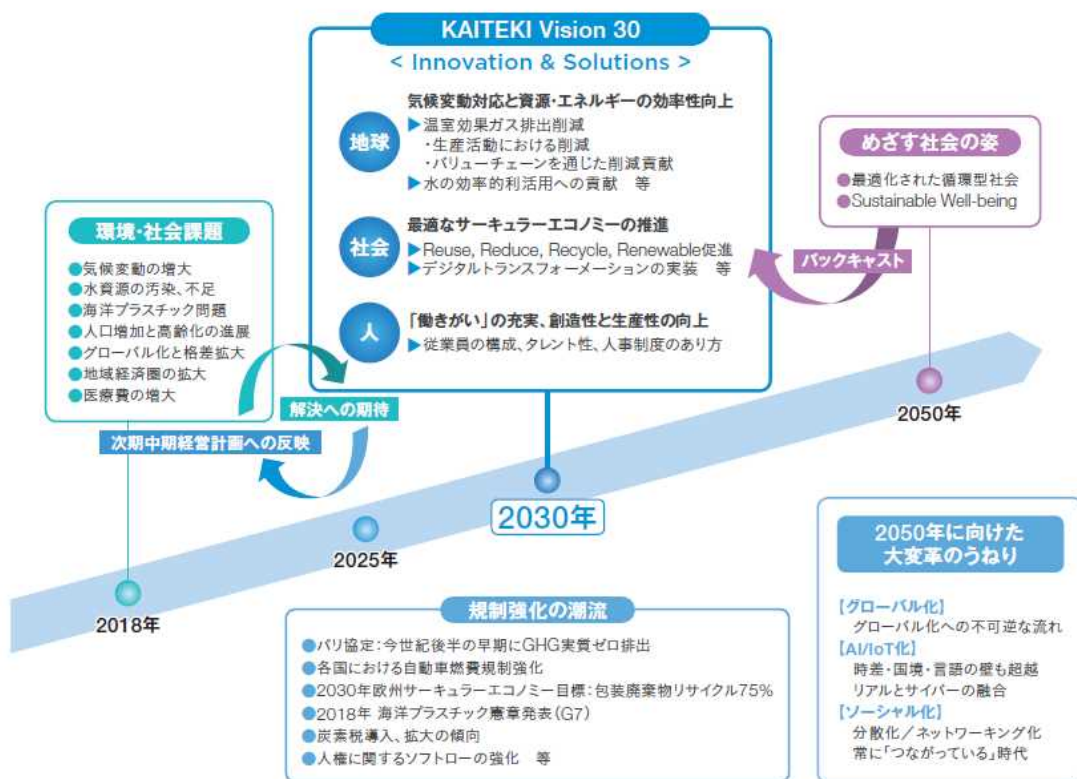 KAITEKI Vision 30
< Innovation & Solutions >
地球
気候変動対応と資源・エネルギーの効率性向上
▶温室効果ガス排出削減
・生産活動における削減
・バリューチェーンを通じた削減貢献
▶水の効率的利活用への貢献 等
社会
最適なサーキュラーエコノミーの推進
▶Reuse, Reduce, Recycle, Renewable促進
▶デジタルトランスフォーメーションの実装 等
人
「働きがい」の充実、創造性と生産性の向上
▶従業員の構成、タレント性、人事制度のあり方
めざす社会の姿
●最適化された循環型社会
●Sustainable Well-being
バックキャスト
環境・社会課題
●気候変動の増大
●水資源の汚染、不足
●海洋プラスチック問題
●人口増加と高齢化の進展
●グローバル化と格差拡大
●地域経済圏の拡大
●医療費の増大
解決への期待
次期中期経営計画への反映
2018年
2025年
2030年
2050年
規制強化の潮流
●パリ協定：今世紀後半の早期にGHG実質ゼロ排出
●各国における自動車燃費規制強化
●2030年欧州サーキュラーエコノミー目標：包装廃棄物リサイクル75%
●2018年 海洋プラスチック憲章発表(G7)
●炭素税導入、拡大の傾向
●人権に関するソフトローの強化 等
2050年に向けた
大変革のうねり
【グローバル化】
グローバル化への不可逆な流れ
【AI/IoT化】
時差・国境・言語の壁も超越
リアルとサイバーの融合
【ソーシャル化】
分散化／ネットワーキング化
常に「つながっている」時代